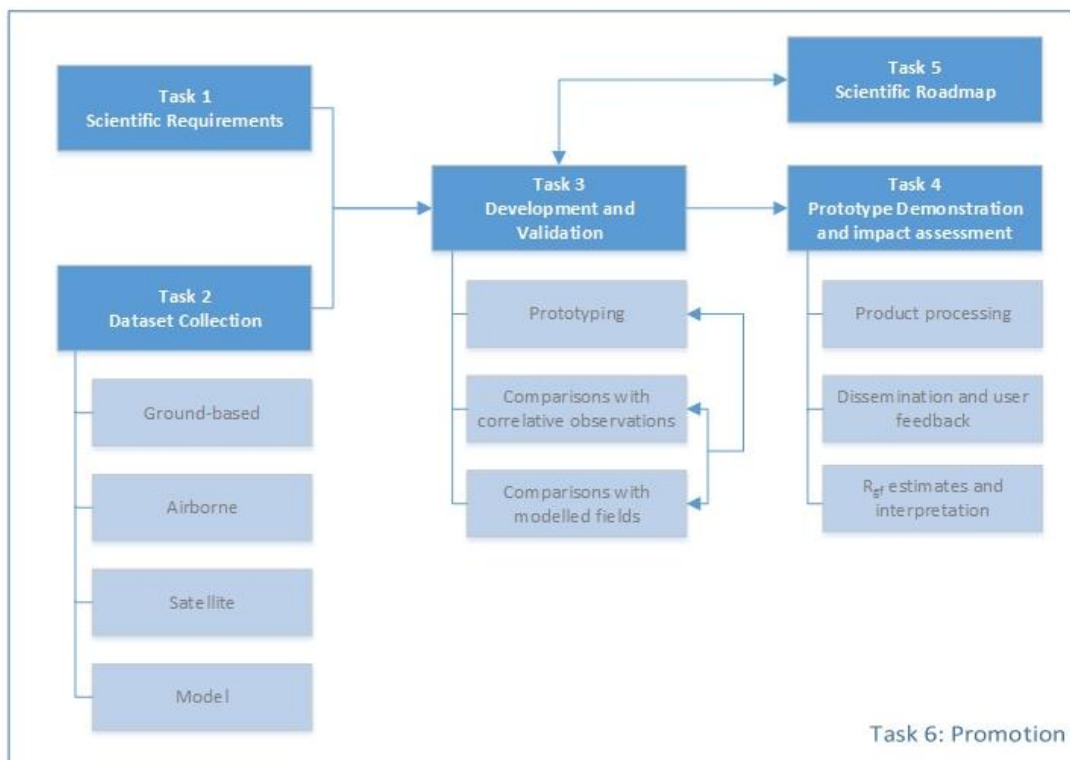 Task 1
Scientific Requirements
Task 2
Dataset Collection
Ground-based
Airborne
Satellite
Model
Task 3
Development and
Validation
Prototyping
Comparisons with
correlative observations
Comparisons with
modelled fields
Task 5
Scientific Roadmap
Task 4
Prototype Demonstration
and impact assessment
Product processing
Dissemination and user
feedback
Rgf estimates and
interpretation
Task 6: Promotion